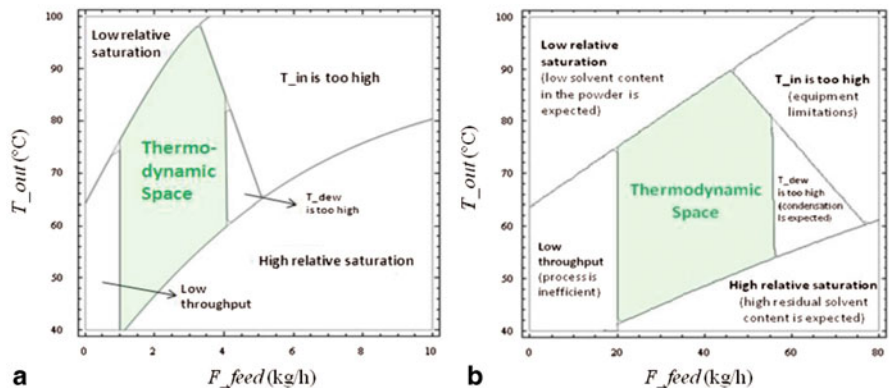 100
90
80
70
60
50
40
T_out (°C)
Low relative
saturation
T_in is too high
Thermo-
dynamic
Space
T_dew
is too high
High relative saturation
Low
throughput
0
2
4
6
8
10
a
F_feed (kg/h)
100
90
80
70
60
50
40
T_out (°C)
Low relative
saturation
(low solvent content
in the powder is
expected)
T_in is too high
(equipment
limitations)
Thermodynamic
Space
T_dew
is too high
(condensation
is expected)
Low
throughput
(process is
inefficient)
High relative saturation
(high residual solvent
content is expected)
0
20
40
60
80
b
F_feed (kg/h)